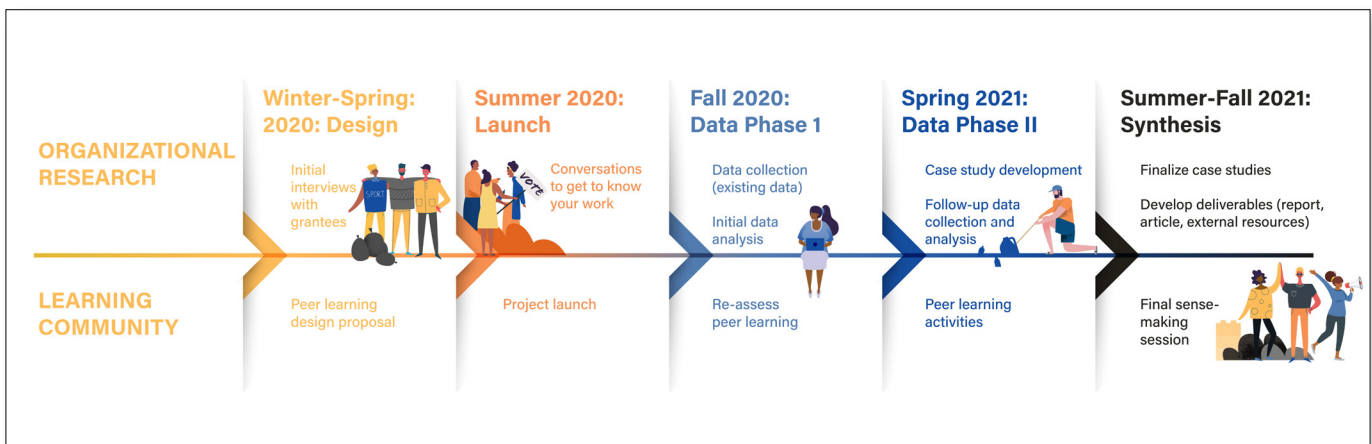 Winter-Spring:
2020: Design
Summer 2020:
Launch
Fall 2020:
Data Phase 1
Spring 2021:
Data Phase II
Summer-Fall 2021:
Synthesis
ORGANIZATIONAL
RESEARCH
Initial
interviews
with
grantees
SPORT
VOTE
Conversations
to get to know
your work
Data collection
(existing data)
Initial data
analysis
Case study development
Follow-up data
collection and
analysis
Finalize case studies
Develop deliverables (report,
article, external resources)
LEARNING
COMMUNITY
Peer learning
design proposal
Project launch
Re-assess
peer learning
Peer learning
activities
Final sense-
making
session